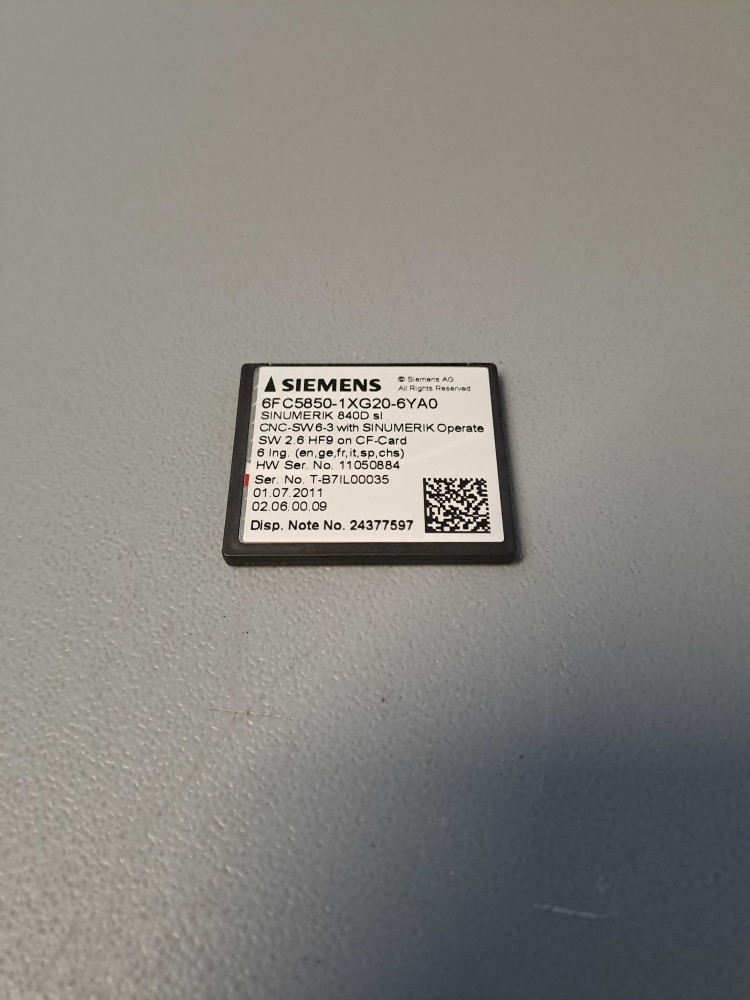 SIEMENS
© Siemens AG
All Rights Reserved
6FC5850-1XG20-6YA0
SINUMERIK 840D sl
CNC-SW 6-3 with SINUMERIK Operate
SW 2.6 HF9 on CF-Card
6 lng. (en,ge,fr,it,sp,chs)
HW Ser. No. 11050884
Ser. No. T-B7IL00035
01.07.2011
02.06.00.09
Disp. Note No. 24377597